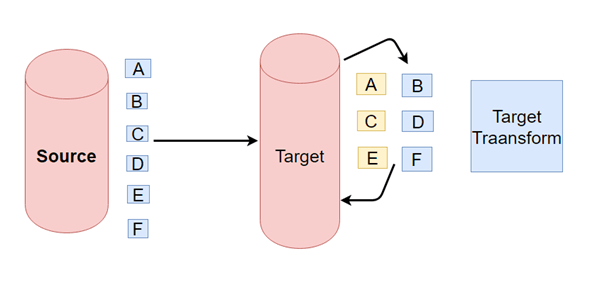 Source
A
B
C
D
E
F
Target
A B
C D
E F
Target
Traansform